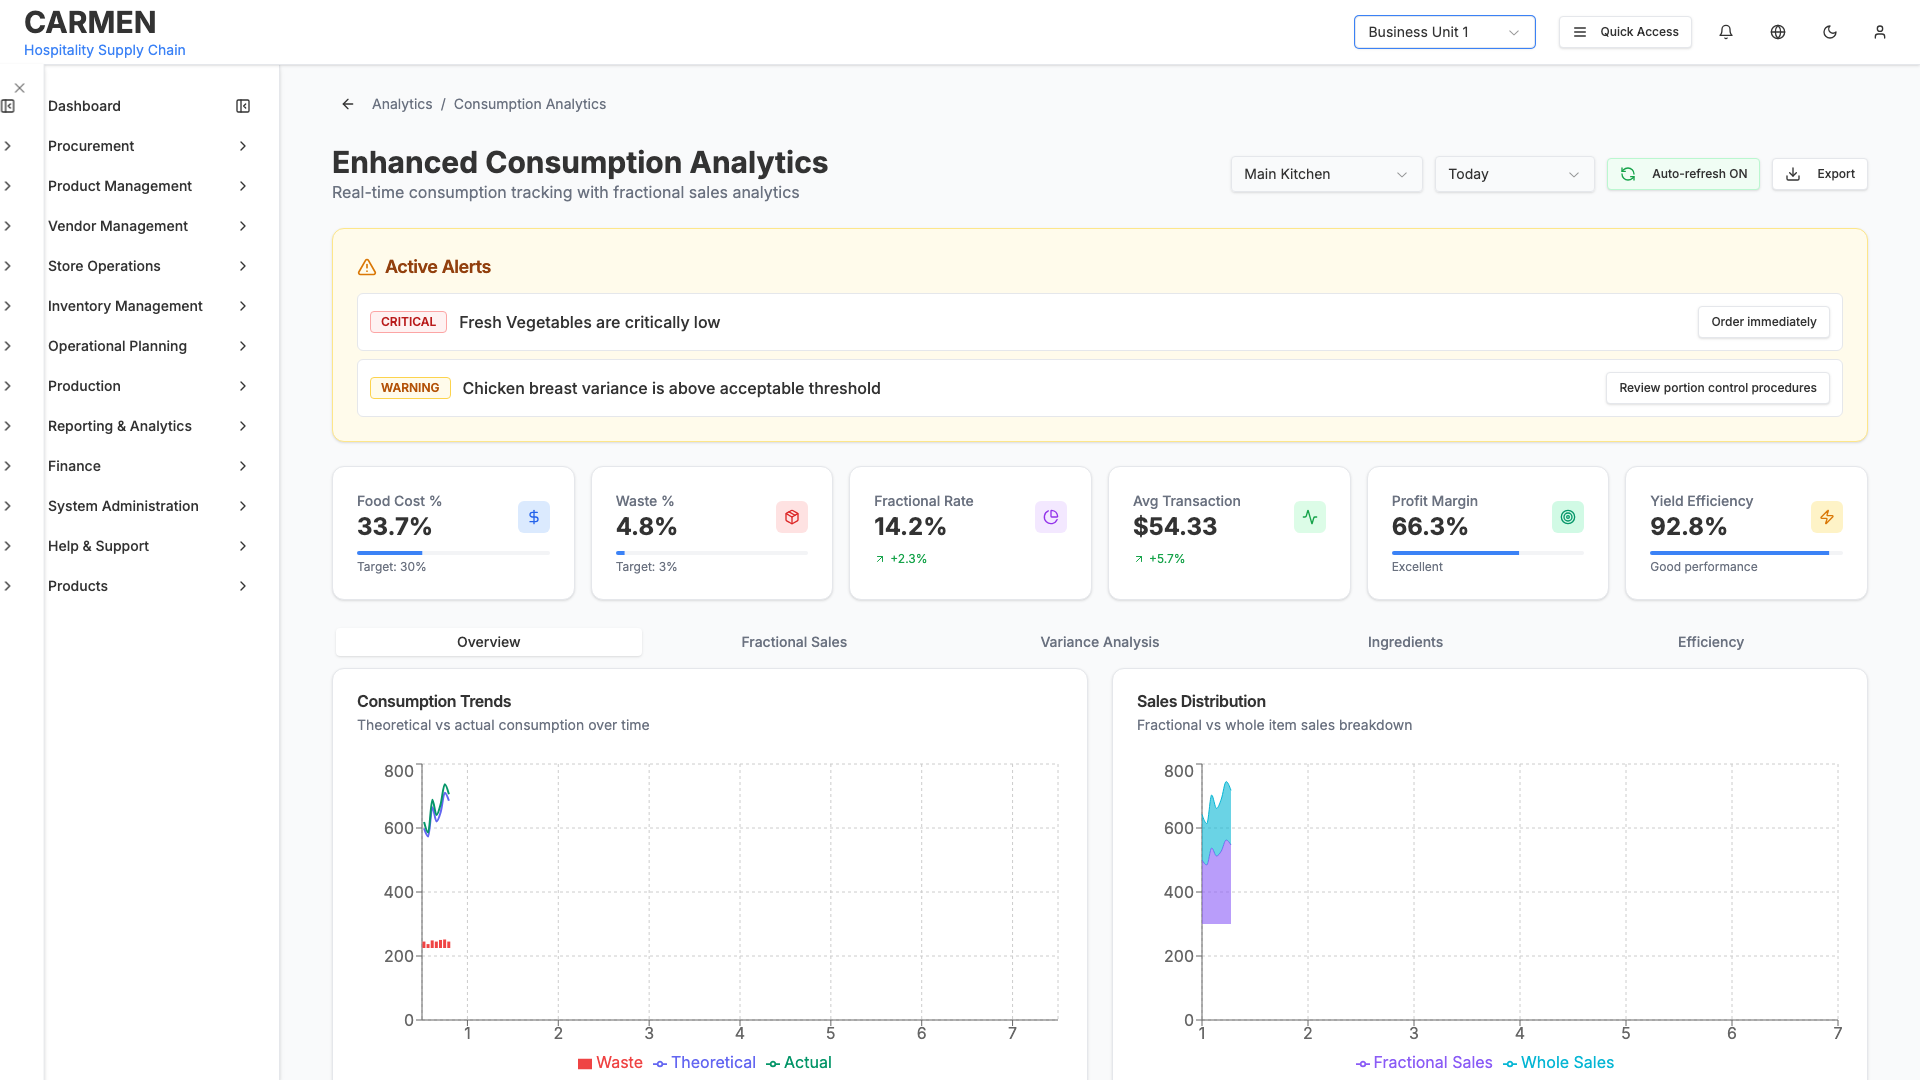 CARMEN
Hospitality Supply Chain
Business Unit 1
Quick Access
Dashboard
Procurement
Product Management
Vendor Management
Store Operations
Inventory Management
Operational Planning
Production
Reporting & Analytics
Finance
System Administration
Help & Support
Products
Analytics / Consumption Analytics
Enhanced Consumption Analytics
Real-time consumption tracking with fractional sales analytics
Main Kitchen
Today
Auto-refresh ON
Export
Active Alerts
CRITICAL Fresh Vegetables are critically low
Order immediately
WARNING Chicken breast variance is above acceptable threshold
Review portion control procedures
Food Cost %
33.7%
Target: 30%
Waste %
4.8%
Target: 3%
Fractional Rate
14.2%
+2.3%
Avg Transaction
$54.33
+5.7%
Profit Margin
66.3%
Excellent
Yield Efficiency
92.8%
Good performance
Overview
Fractional Sales
Variance Analysis
Ingredients
Efficiency
Consumption Trends
Theoretical vs actual consumption over time
800
600
400
200
0
1 2 3 4 5 6 7
Waste Theoretical Actual
Sales Distribution
Fractional vs whole item sales breakdown
800
600
400
200
0
1 2 3 4 5 6 7
Fractional Sales Whole Sales